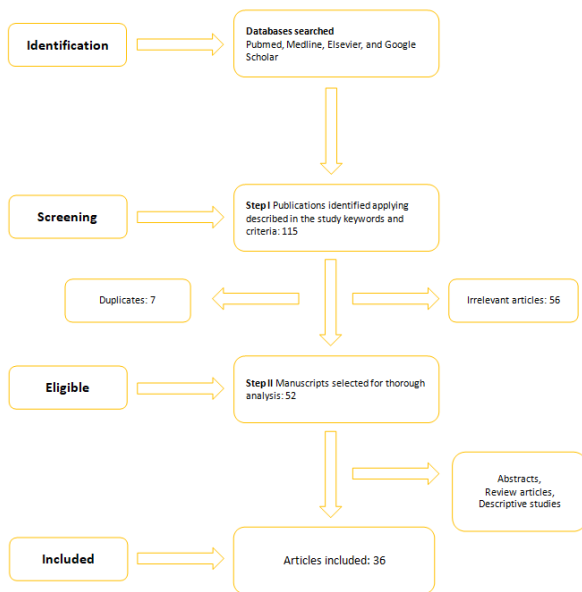 Identification
Databases searched
Pubmed, Medline, Elsevier, and Google
Scholar
Screening
Step I Publications identified applying
described in the study keywords and
criteria: 115
Duplicates: 7
Irrelevant articles: 56
Eligible
Step II Manuscripts selected for thorough
analysis: 52
Abstracts,
Review articles,
Descriptive studies
Included
Articles included: 36